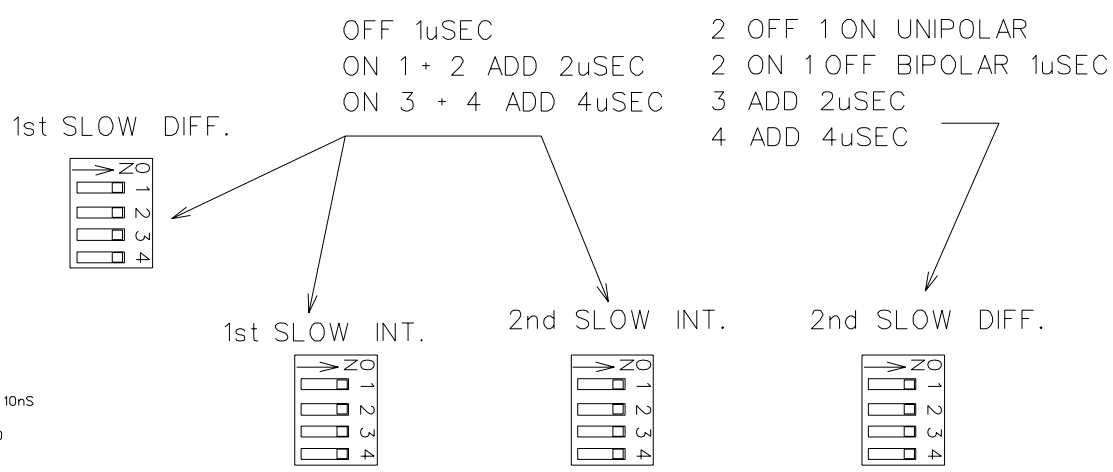 OFF 1uSEC
ON 1 + 2 ADD 2uSEC
ON 3 + 4 ADD 4uSEC
2 OFF 1 ON UNIPOLAR
2 ON 1 OFF BIPOLAR 1uSEC
3 ADD 2uSEC
4 ADD 4uSEC
1st SLOW DIFF.
ON
1
2
3
4
1st SLOW INT.
ON
1
2
3
4
2nd SLOW INT.
ON
1
2
3
4
2nd SLOW DIFF.
ON
1
2
3
4
10nS